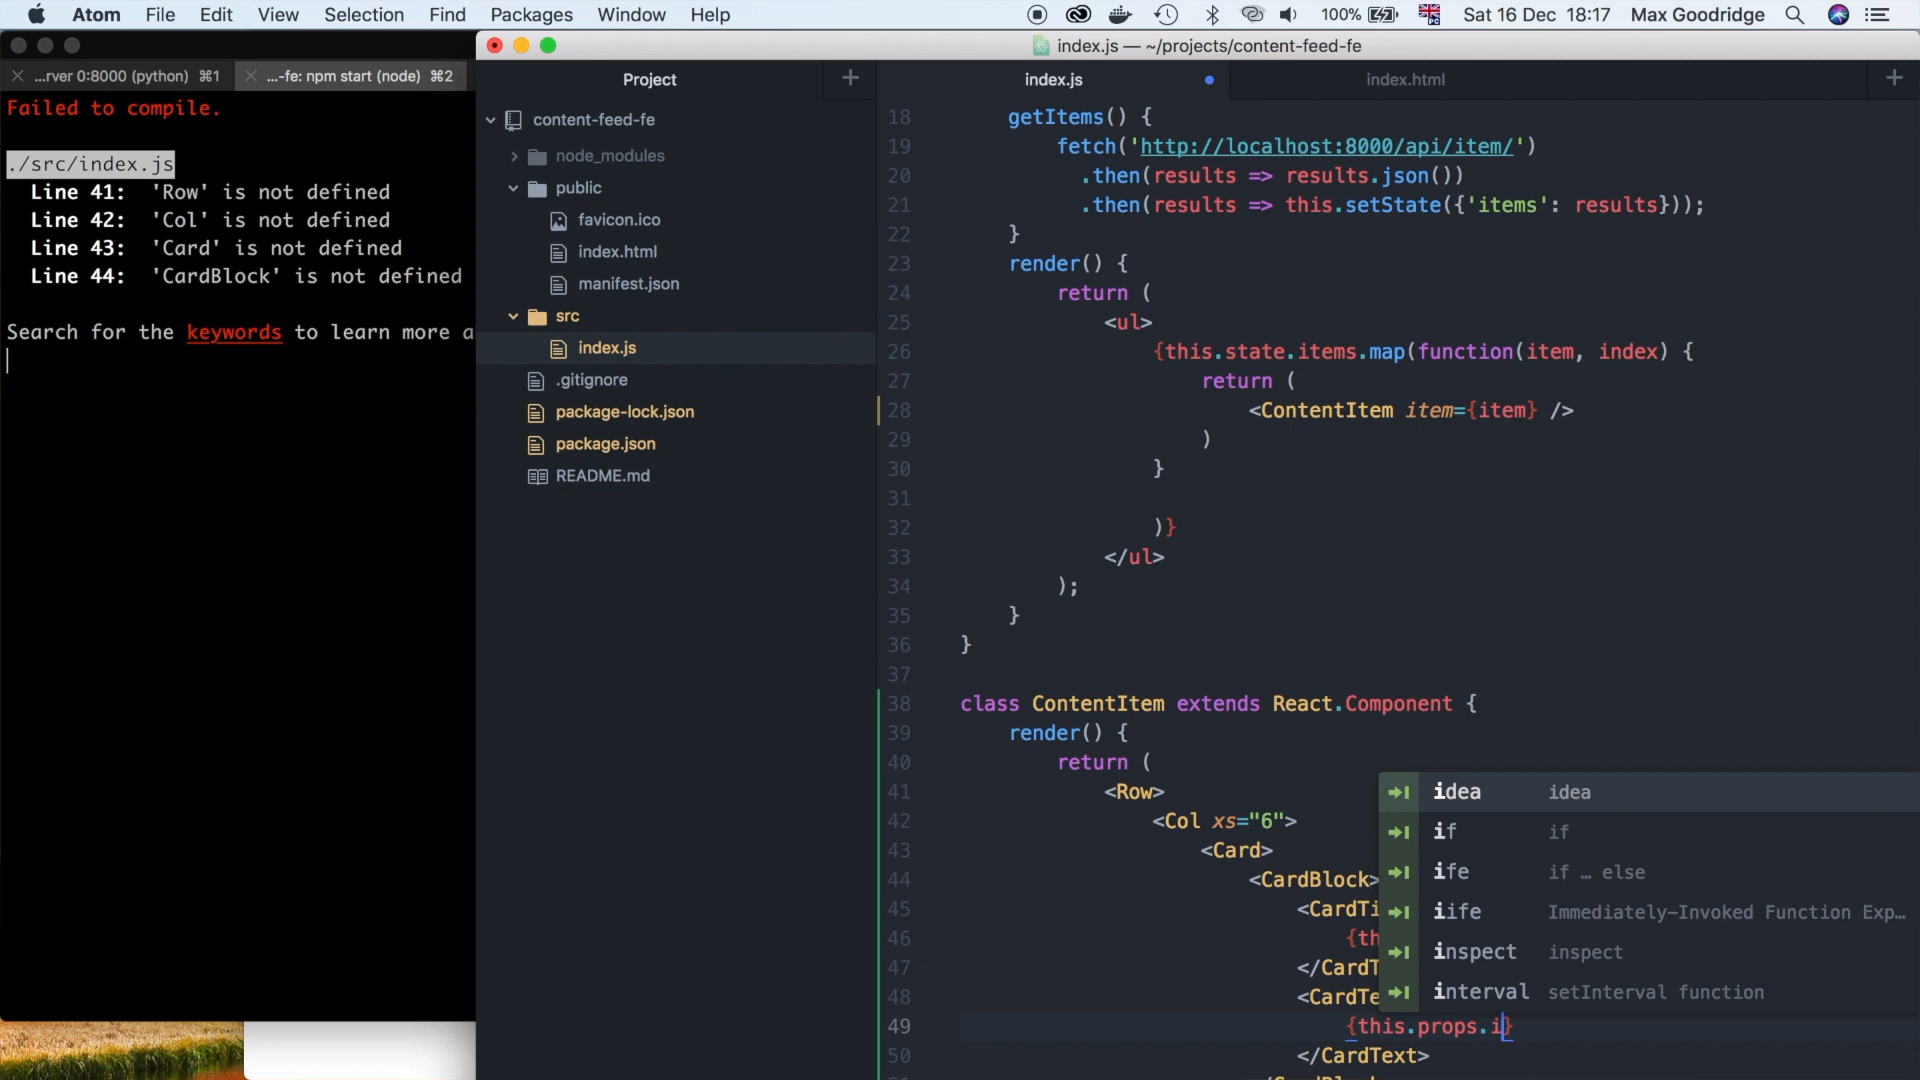 Atom File Edit View Selection Find Packages Window Help 100% Sat 16 Dec 18:17 Max Goodridge
...rver 0:8000 (python) ⌘1 ...-fe: npm start (node) ⌘2
Failed to compile.
./src/index.js
Line 41: 'Row' is not defined
Line 42: 'Col' is not defined
Line 43: 'Card' is not defined
Line 44: 'CardBlock' is not defined
Search for the keywords to learn more a
index.js — ~/projects/content-feed-fe
Project
content-feed-fe
node_modules
public
favicon.ico
index.html
manifest.json
src
index.js
.gitignore
package-lock.json
package.json
README.md
index.js index.html
18 getItems() {
19 fetch('http://localhost:8000/api/item/')
20 .then(results => results.json())
21 .then(results => this.setState({'items': results}));
22 }
23 render() {
24 return (
25 <ul>
26 {this.state.items.map(function(item, index) {
27 return (
28 <ContentItem item={item} />
29 )
30 }
31
32 )}
33 </ul>
34 );
35 }
36 }
37
38 class ContentItem extends React.Component {
39 render() {
40 return (
41 <Row>
42 <Col xs="6">
43 <Card>
44 <CardBlock>
45 <CardTi
46 {th
47 </CardT
48 <CardTe
49 {this.props.i}
50 </CardText>
idea idea
if if
ife if … else
iife Immediately-Invoked Function Exp…
inspect inspect
interval setInterval function